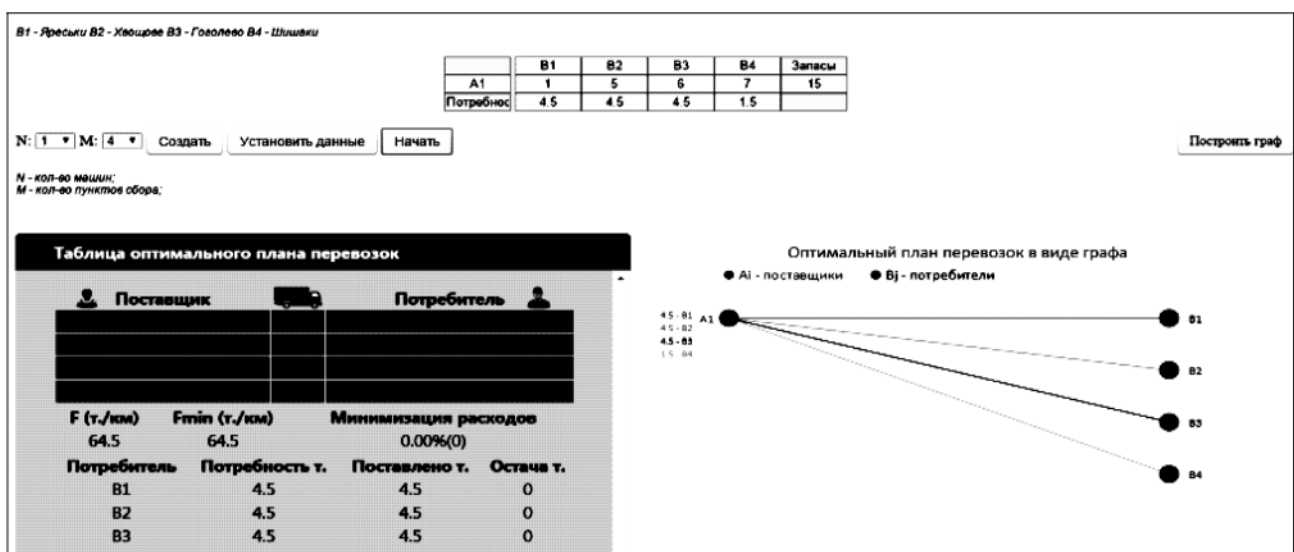 B1 - Яреськи B2 - Хвощове B3 - Гоголево B4 - Шишаки
B1 B2 B3 B4 Запасы
A1 1 5 6 7 15
Потребнос 4.5 4.5 4.5 1.5
N: 1 M: 4 Создать Установить данные Начать Построить граф
N - кол-во машин;
M - кол-во пунктов сбора;
Таблица оптимального плана перевозок
Поставщик Потребитель
F (т./км) Fmin (т./км) Минимизация расходов
64.5 64.5 0.00%(0)
Потребитель Потребность т. Поставлено т. Остача т.
B1 4.5 4.5 0
B2 4.5 4.5 0
B3 4.5 4.5 0
Оптимальный план перевозок в виде графа
Ai - поставщики Bj - потребители
4.5 - B1
4.5 - B2
4.5 - B3
1.5 B4
A1
B1
B2
B3
B4